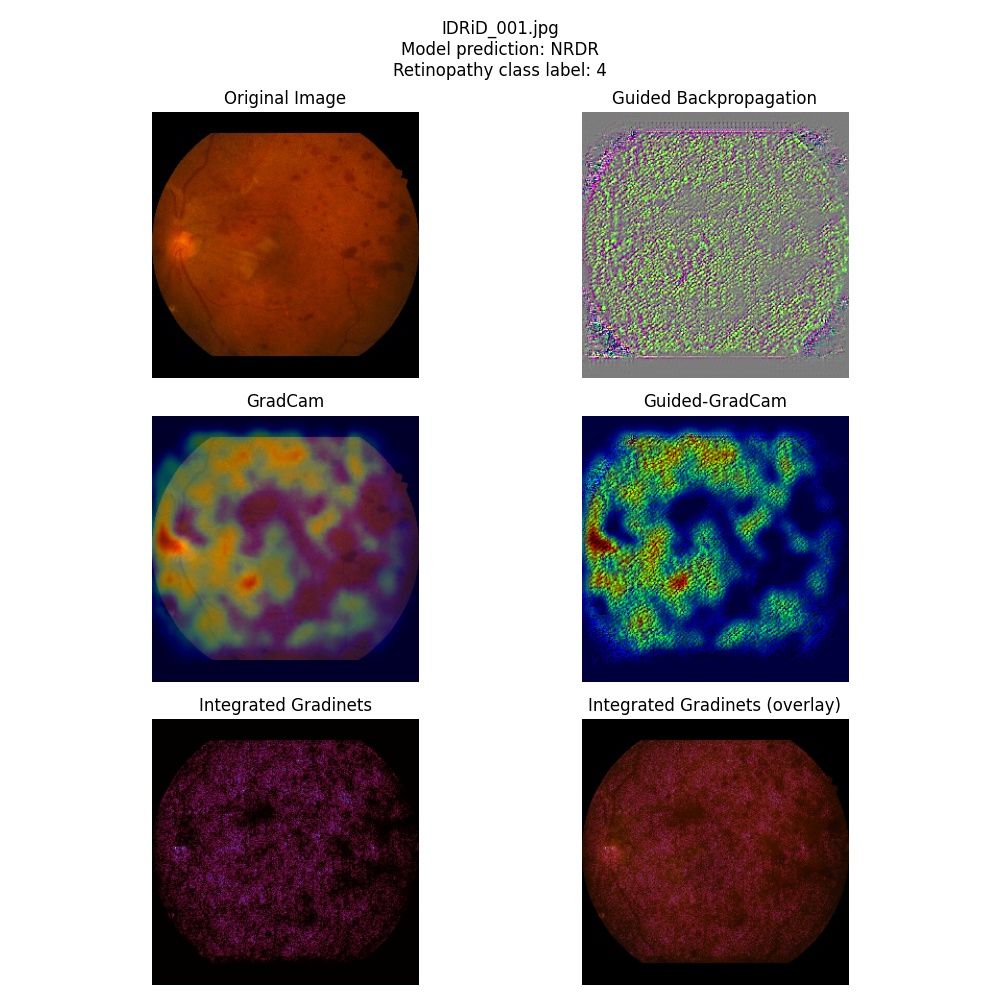 IDRiD_001.jpg
Model prediction: NRDR
Retinopathy class label: 4
Original Image
Guided Backpropagation
GradCam
Guided-GradCam
Integrated Gradinets
Integrated Gradinets (overlay)